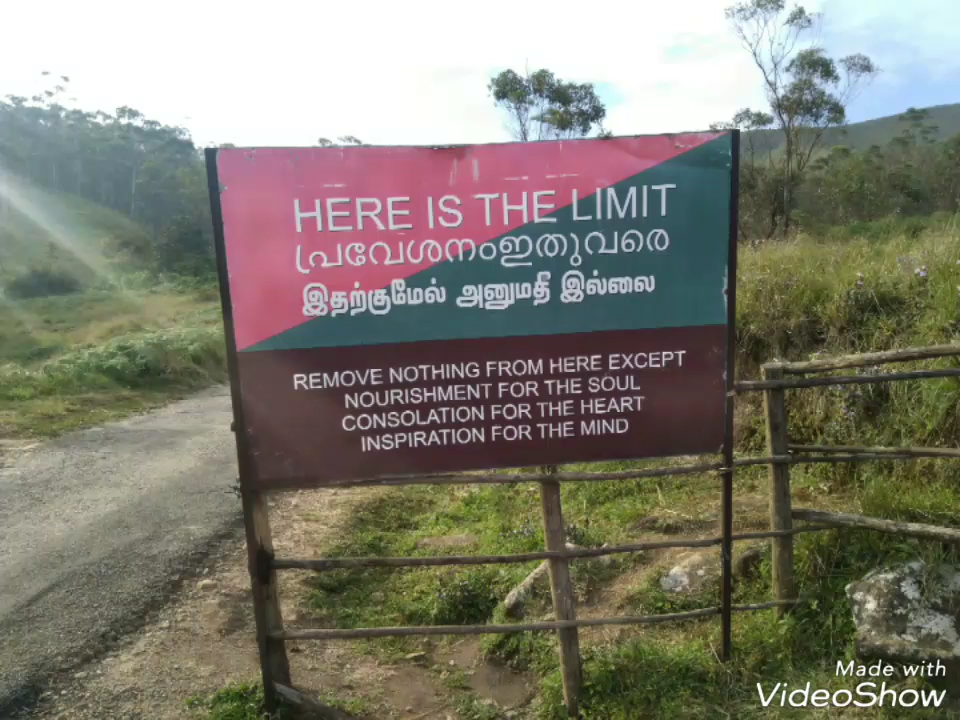 HERE IS THE LIMIT
പ്രവേശനംഇതുവരെ
இதற்குமேல் அனுமதீ இல்லை
REMOVE NOTHING FROM HERE EXCEPT
NOURISHMENT FOR THE SOUL
CONSOLATION FOR THE HEART
INSPIRATION FOR THE MIND
Made with
VideoShow